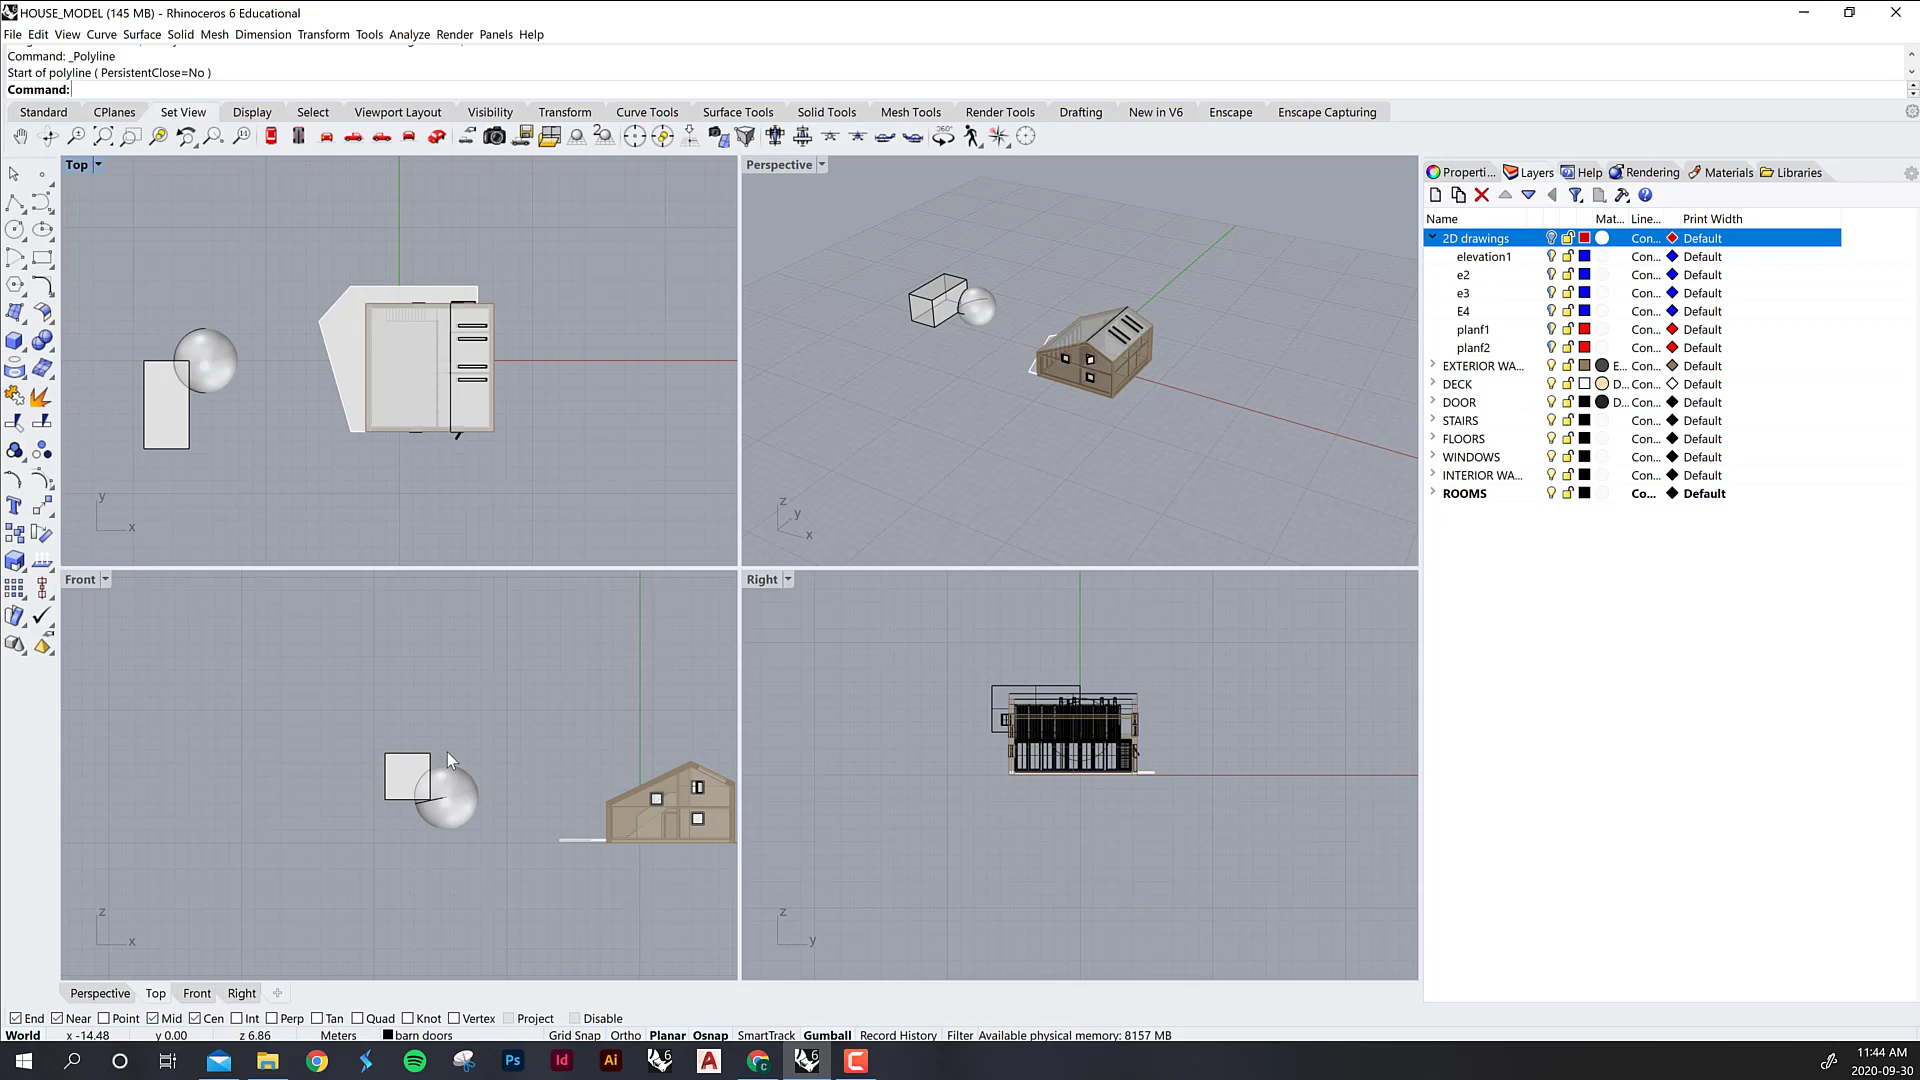 HOUSE_MODEL (145 MB) - Rhinoceros 6 Educational
File Edit View Curve Surface Solid Mesh Dimension Transform Tools Analyze Render Panels Help
Command: _Polyline
Start of polyline ( PersistentClose=No )
Command:
Standard CPlanes Set View Display Select Viewport Layout Visibility Transform Curve Tools Surface Tools Solid Tools Mesh Tools Render Tools Drafting New in V6 Enscape Enscape Capturing
Top
Perspective
Properti... Layers Help Rendering Materials Libraries
Name Mat... Line... Print Width
2D drawings Con... Default
elevation1 Con... Default
e2 Con... Default
e3 Con... Default
E4 Con... Default
planf1 Con... Default
planf2 Con... Default
EXTERIOR WA... E... Con... Default
DECK D... Con... Default
DOOR D... Con... Default
STAIRS Con... Default
FLOORS Con... Default
WINDOWS Con... Default
INTERIOR WA... Con... Default
ROOMS Co... Default
y
x
z
y
x
Front
Right
z
x
z
y
Perspective Top Front Right
End Near Point Mid Cen Int Perp Tan Quad Knot Vertex Project Disable
World x -14.48 y 0.00 z 6.86 Meters barn doors Grid Snap Ortho Planar Osnap SmartTrack Gumball Record History Filter Available physical memory: 8157 MB
Ps Id Ai A
11:44 AM
2020-09-30